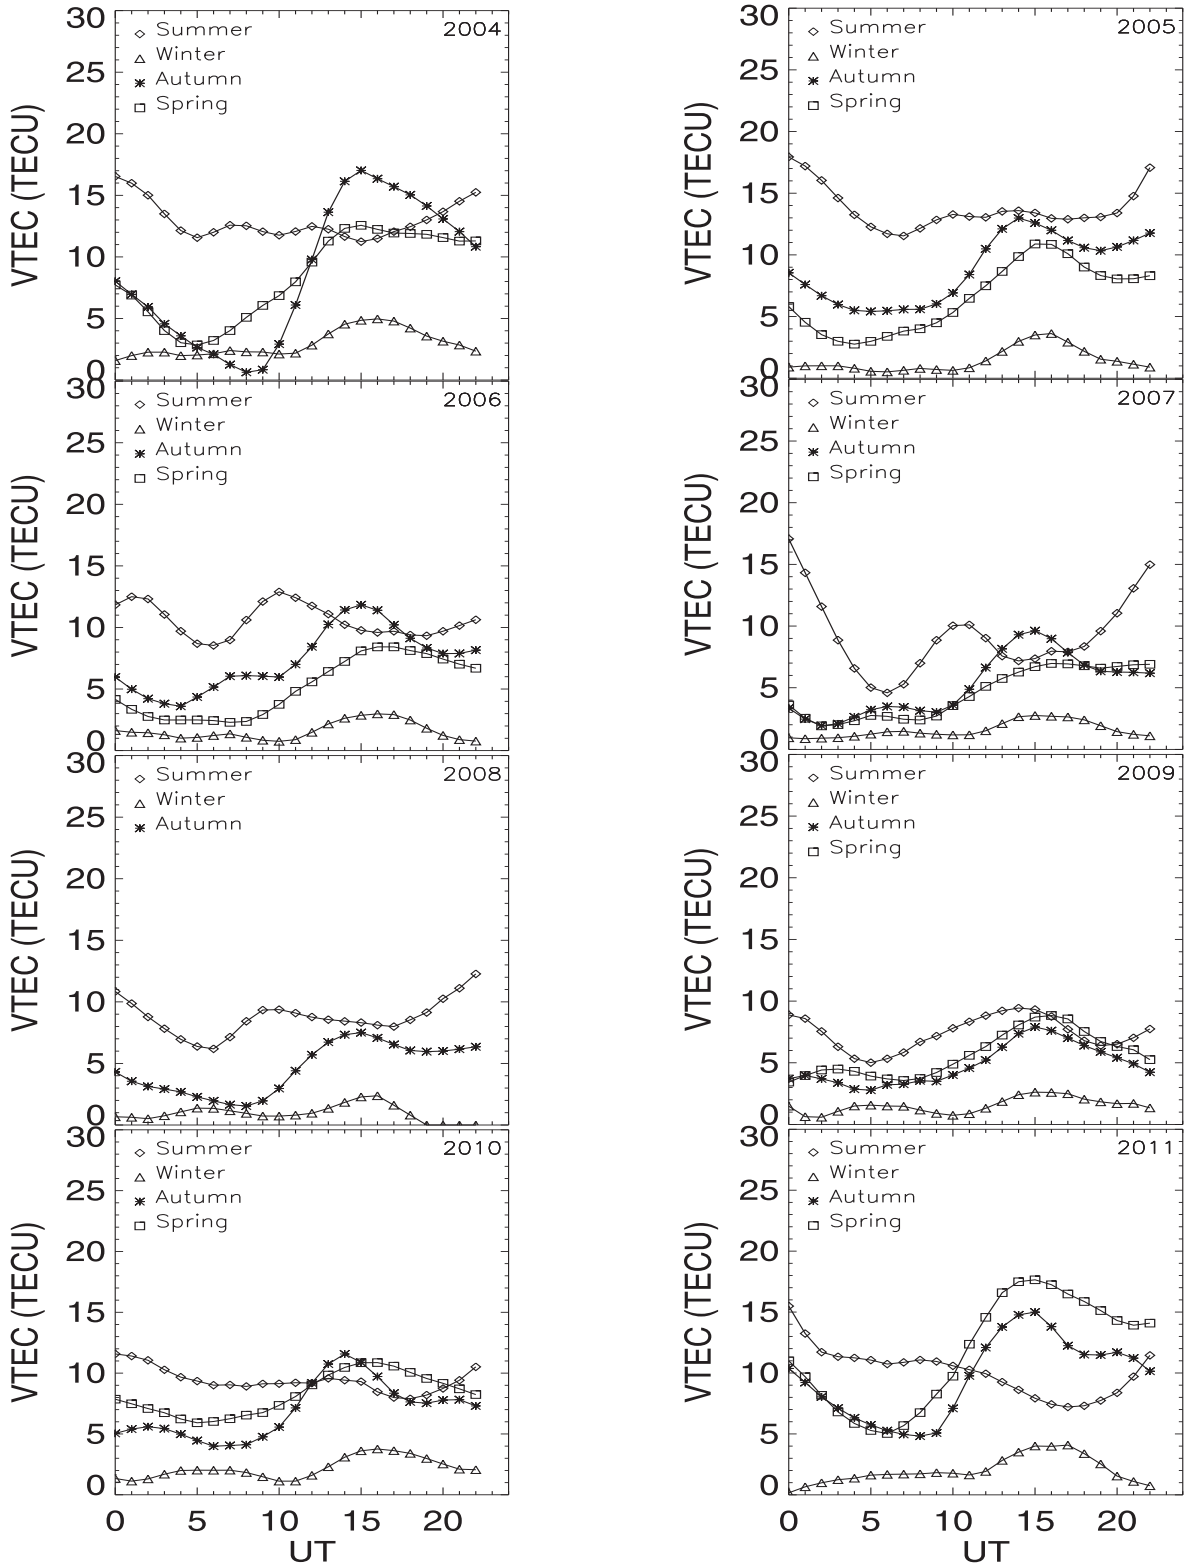 30
2004
Summer
Winter
Autumn
Spring
25
20
15
10
5
0
VTEC (TECU)
30
2005
Summer
Winter
Autumn
Spring
25
20
15
10
5
0
VTEC (TECU)
30
2006
Summer
Winter
Autumn
Spring
25
20
15
10
5
0
VTEC (TECU)
30
2007
Summer
Winter
Autumn
Spring
25
20
15
10
5
0
VTEC (TECU)
30
2008
Summer
Winter
Autumn
25
20
15
10
5
0
VTEC (TECU)
30
2009
Summer
Winter
Autumn
Spring
25
20
15
10
5
0
VTEC (TECU)
30
2010
Summer
Winter
Autumn
Spring
25
20
15
10
5
0
VTEC (TECU)
0 5 10 15 20
UT
30
2011
Summer
Winter
Autumn
Spring
25
20
15
10
5
0
VTEC (TECU)
0 5 10 15 20
UT